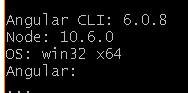 Angular CLI: 6.0.8
Node: 10.6.0
OS: win32 x64
Angular:
...